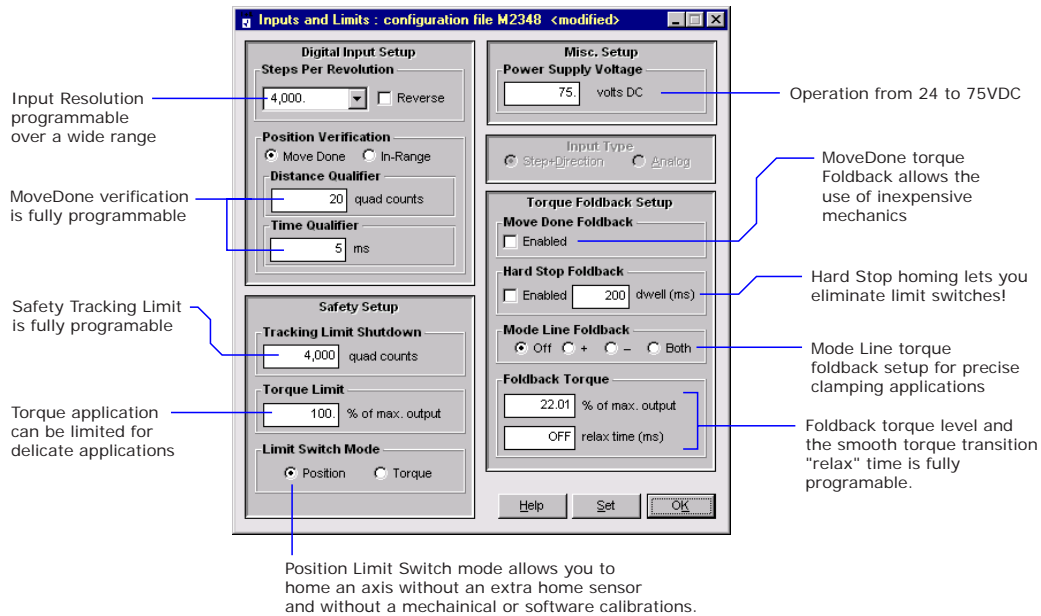 Inputs and Limits : configuration file M2348 <modified>
Digital Input Setup
Steps Per Revolution
4,000.
Reverse
Position Verification
Move Done
In-Range
Distance Qualifier
20 quad counts
Time Qualifier
5 ms
Safety Setup
Tracking Limit Shutdown
4,000 quad counts
Torque Limit
100. % of max. output
Limit Switch Mode
Position
Torque
Misc. Setup
Power Supply Voltage
75. volts DC
Input Type
Step+Direction
Analog
Torque Foldback Setup
Move Done Foldback
Enabled
Hard Stop Foldback
Enabled 200 dwell (ms)
Mode Line Foldback
Off + – Both
Foldback Torque
22.01 % of max. output
OFF relax time (ms)
Help
Set
OK
Input Resolution
programmable
over a wide range
MoveDone verification
is fully programmable
Safety Tracking Limit
is fully programable
Torque application
can be limited for
delicate applications
Operation from 24 to 75VDC
MoveDone torque
Foldback allows the
use of inexpensive
mechanics
Hard Stop homing lets you
eliminate limit switches!
Mode Line torque
foldback setup for precise
clamping applications
Foldback torque level and
the smooth torque transition
"relax" time is fully
programable.
Position Limit Switch mode allows you to
home an axis without an extra home sensor
and without a mechainical or software calibrations.